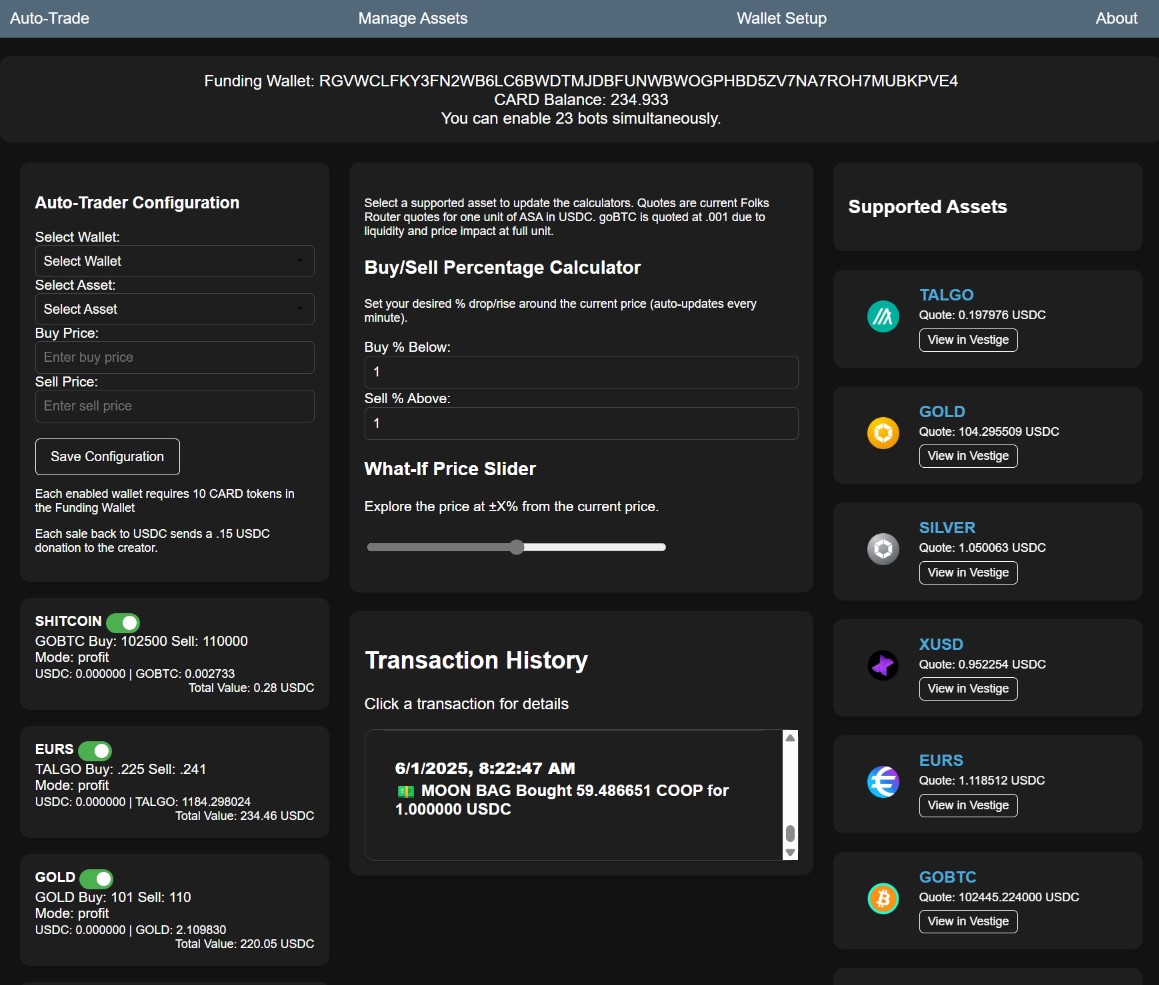 Auto-Trade
Manage Assets
Wallet Setup
About
Funding Wallet: RGVWCLFKY3FN2WB6LC6BWDTMJDBFUNWBWOGPHBD5ZV7NA7ROH7MUBKPVE4
CARD Balance: 234.933
You can enable 23 bots simultaneously.
Auto-Trader Configuration
Select Wallet:
Select Wallet
Select Asset:
Select Asset
Buy Price:
Enter buy price
Sell Price:
Enter sell price
Save Configuration
Each enabled wallet requires 10 CARD tokens in
the Funding Wallet
Each sale back to USDC sends a .15 USDC
donation to the creator.
SHITCOIN
GOBTC Buy: 102500 Sell: 110000
Mode: profit
USDC: 0.000000 | GOBTC: 0.002733
Total Value: 0.28 USDC
EURS
TALGO Buy: .225 Sell: .241
Mode: profit
USDC: 0.000000 | TALGO: 1184.298024
Total Value: 234.46 USDC
GOLD
GOLD Buy: 101 Sell: 110
Mode: profit
USDC: 0.000000 | GOLD: 2.109830
Total Value: 220.05 USDC
Select a supported asset to update the calculators. Quotes are current Folks
Router quotes for one unit of ASA in USDC. goBTC is quoted at .001 due to
liquidity and price impact at full unit.
Buy/Sell Percentage Calculator
Set your desired % drop/rise around the current price (auto-updates every
minute).
Buy % Below:
1
Sell % Above:
1
What-If Price Slider
Explore the price at ±X% from the current price.
Transaction History
Click a transaction for details
6/1/2025, 8:22:47 AM
💵 MOON BAG Bought 59.486651 COOP for
1.000000 USDC
Supported Assets
TALGO
Quote: 0.197976 USDC
View in Vestige
GOLD
Quote: 104.295509 USDC
View in Vestige
SILVER
Quote: 1.050063 USDC
View in Vestige
XUSD
Quote: 0.952254 USDC
View in Vestige
EURS
Quote: 1.118512 USDC
View in Vestige
GOBTC
Quote: 102445.224000 USDC
View in Vestige